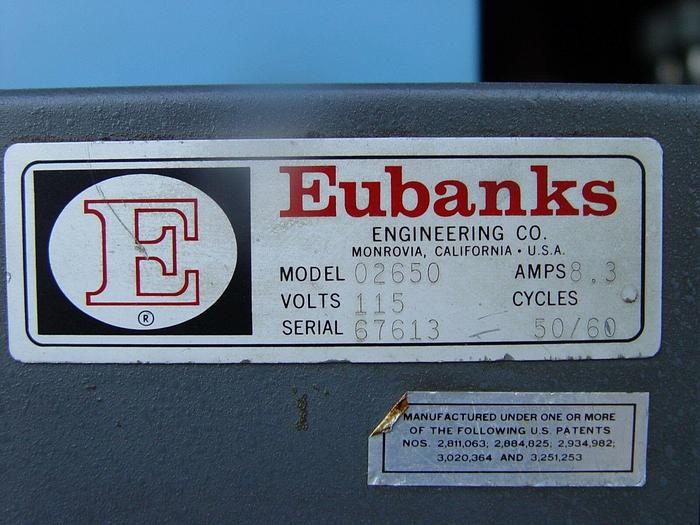 E
®
Eubanks
ENGINEERING CO.
MONROVIA, CALIFORNIA • U.S.A.
MODEL 02650 AMPS 8.3
VOLTS 115 CYCLES
SERIAL 67613 50/60
MANUFACTURED UNDER ONE OR MORE
OF THE FOLLOWING U.S. PATENTS
NOS. 2,811,063; 2,884,825; 2,934,982;
3,020,364 AND 3,251,253